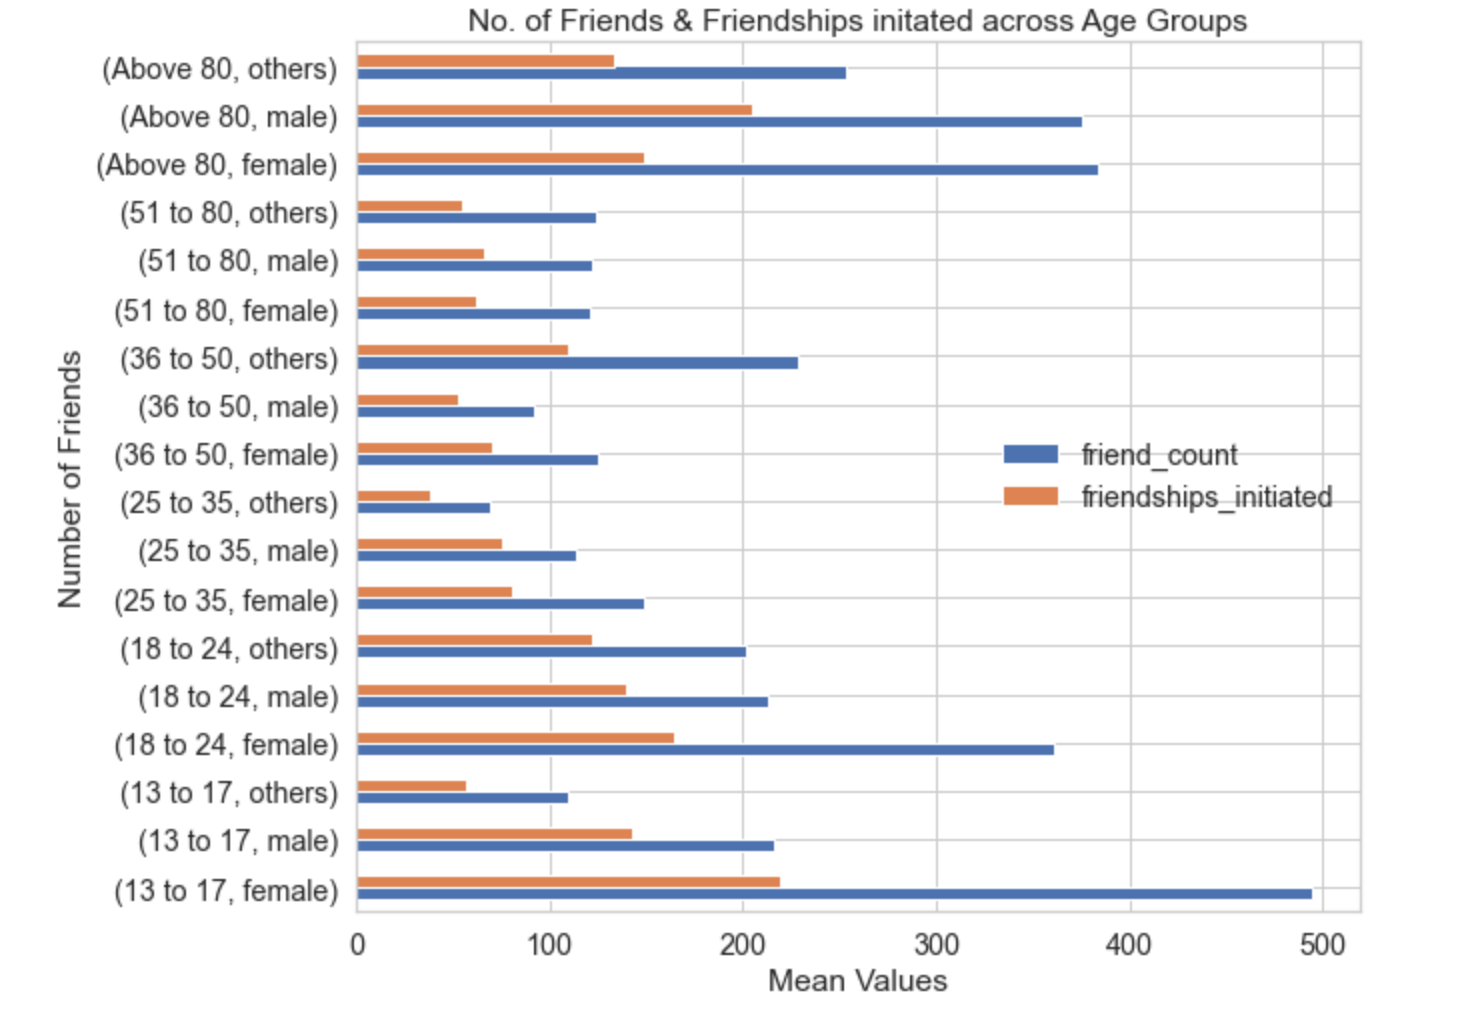 No. of Friends & Friendships initated across Age Groups
(Above 80, others)
(Above 80, male)
(Above 80, female)
(51 to 80, others)
(51 to 80, male)
(51 to 80, female)
(36 to 50, others)
(36 to 50, male)
(36 to 50, female)
(25 to 35, others)
(25 to 35, male)
(25 to 35, female)
(18 to 24, others)
(18 to 24, male)
(18 to 24, female)
(13 to 17, others)
(13 to 17, male)
(13 to 17, female)
Number of Friends
friend_count
friendships_initiated
0 100 200 300 400 500
Mean Values